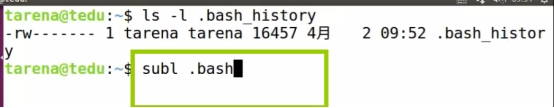 tarena@tedu:~$ ls -l .bash_history
-rw------- 1 tarena tarena 16457 4月   2 09:52 .bash_histor
y
tarena@tedu:~$ subl .bash